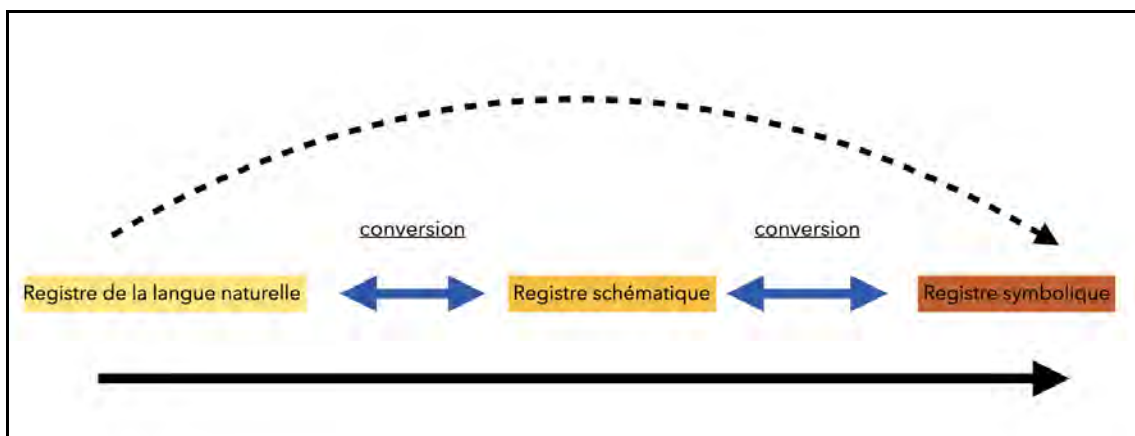 conversion
conversion
Registre de la langue naturelle
Registre schématique
Registre symbolique